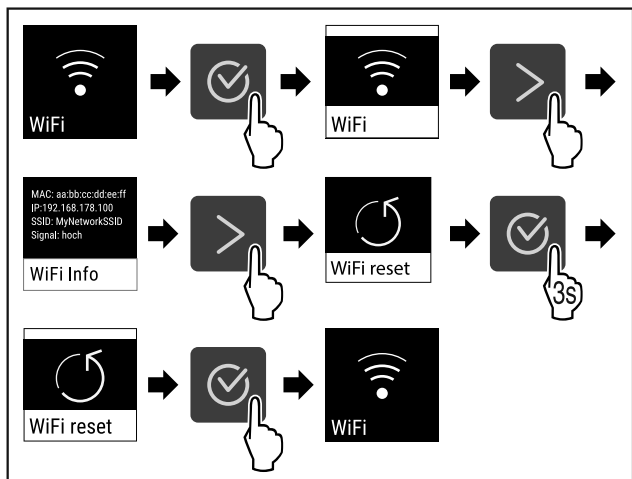 WiFi
WiFi
MAC: aa:bb:cc:dd:ee:ff
IP:192.168.178.100
SSID: MyNetworkSSID
Signal: hoch
WiFi Info
WiFi reset
3s
WiFi reset
WiFi